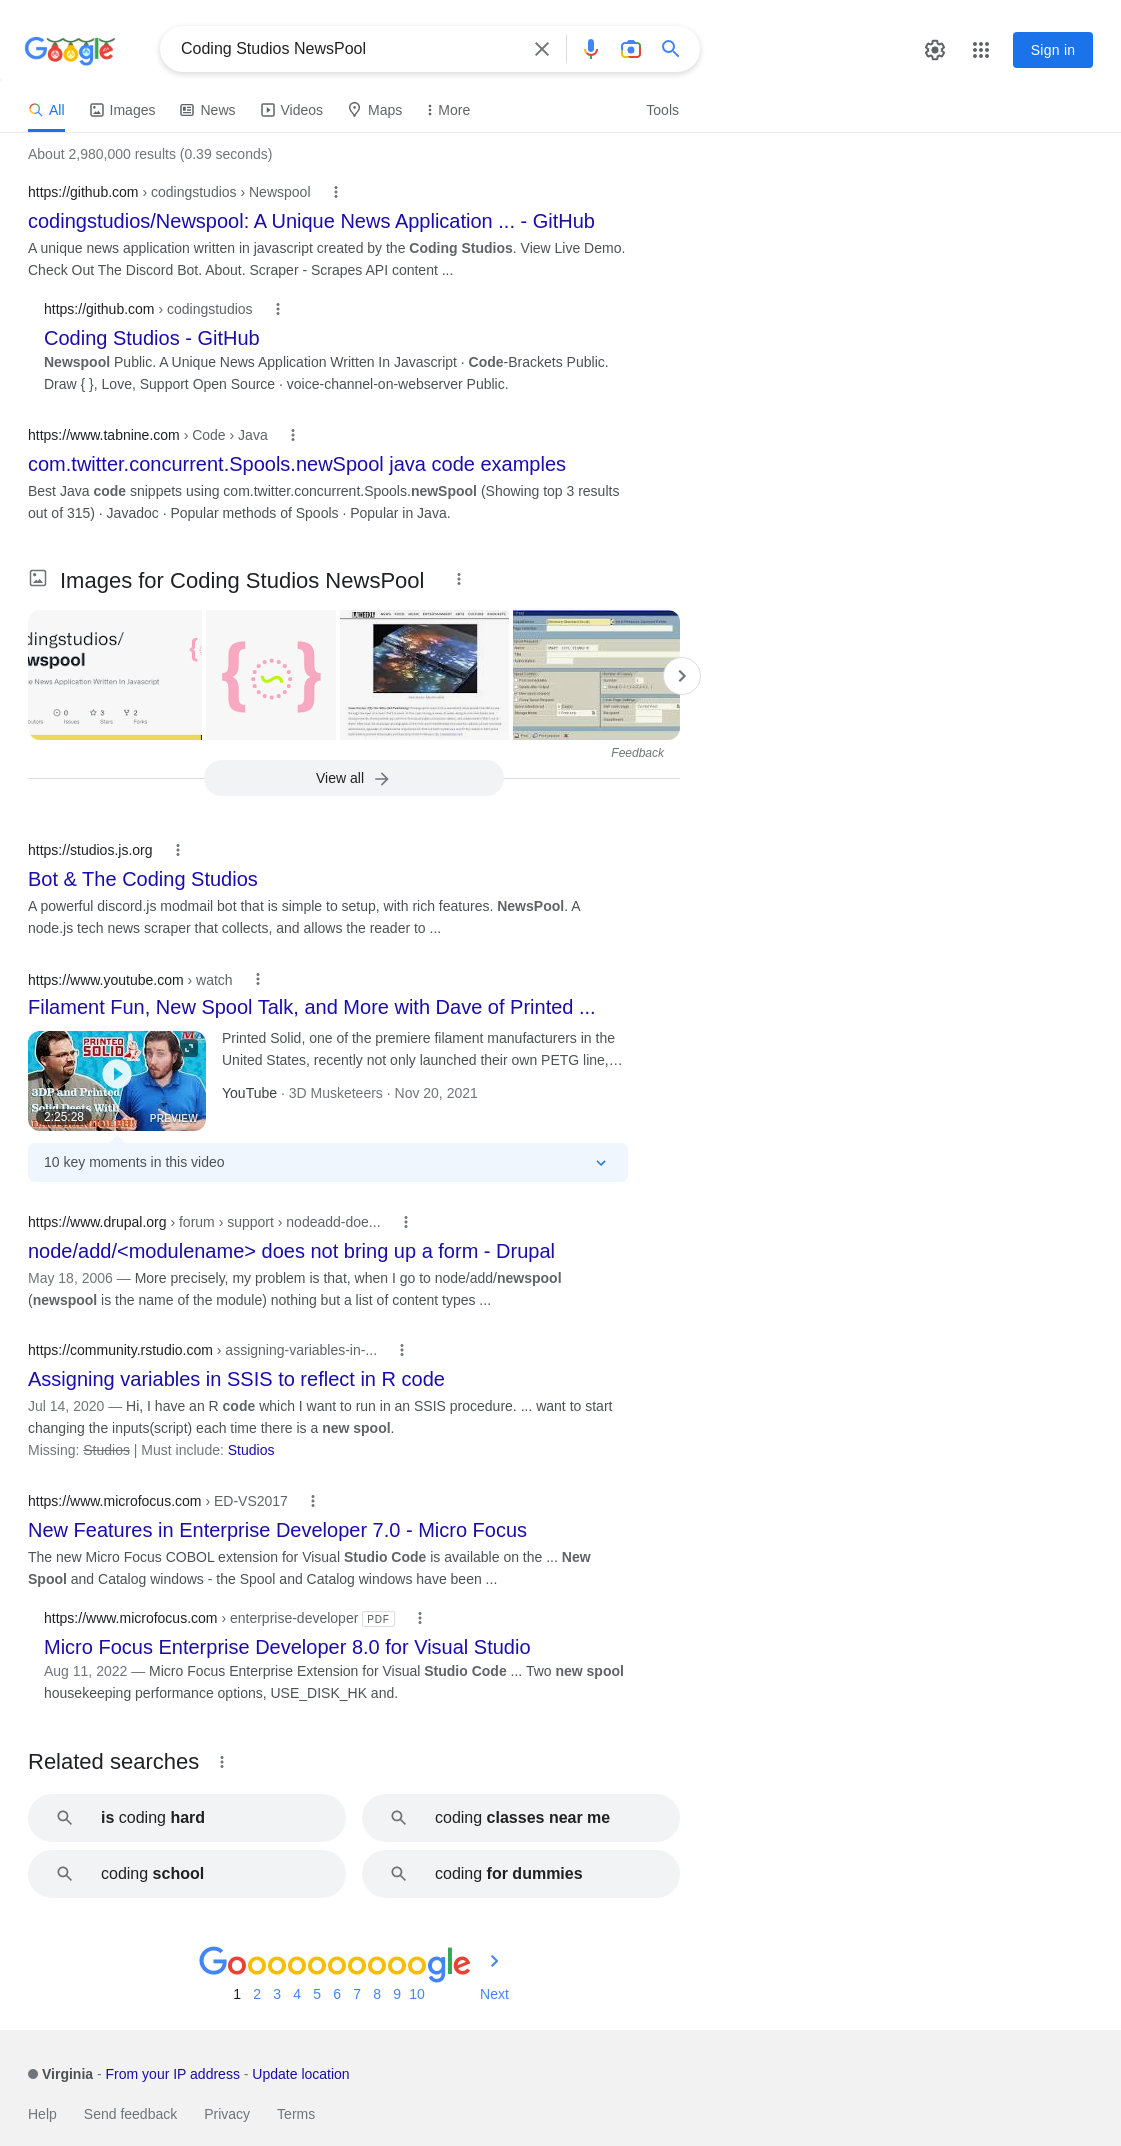 Google
Coding Studios NewsPool
Sign in
All
Images
News
Videos
Maps
More
Tools
About 2,980,000 results (0.39 seconds)
https://github.com › codingstudios › Newspool
codingstudios/Newspool: A Unique News Application ... - GitHub
A unique news application written in javascript created by the Coding Studios. View Live Demo.
Check Out The Discord Bot. About. Scraper - Scrapes API content ...
https://github.com › codingstudios
Coding Studios - GitHub
Newspool Public. A Unique News Application Written In Javascript · Code-Brackets Public.
Draw { }, Love, Support Open Source · voice-channel-on-webserver Public.
https://www.tabnine.com › Code › Java
com.twitter.concurrent.Spools.newSpool java code examples
Best Java code snippets using com.twitter.concurrent.Spools.newSpool (Showing top 3 results
out of 315) · Javadoc · Popular methods of Spools · Popular in Java.
Images for Coding Studios NewsPool
dingstudios/
wspool
e News Application Written In Javascript
0
3
2
Issues
Stars
Forks
Feedback
View all
https://studios.js.org
Bot & The Coding Studios
A powerful discord.js modmail bot that is simple to setup, with rich features. NewsPool. A
node.js tech news scraper that collects, and allows the reader to ...
https://www.youtube.com › watch
Filament Fun, New Spool Talk, and More with Dave of Printed ...
PRINTED
SOLID
3DP and Printed
Solid Deets With
2:25:28
PREVIEW
Printed Solid, one of the premiere filament manufacturers in the
United States, recently not only launched their own PETG line,…
YouTube · 3D Musketeers · Nov 20, 2021
10 key moments in this video
https://www.drupal.org › forum › support › nodeadd-doe...
node/add/<modulename> does not bring up a form - Drupal
May 18, 2006 — More precisely, my problem is that, when I go to node/add/newspool
(newspool is the name of the module) nothing but a list of content types ...
https://community.rstudio.com › assigning-variables-in-...
Assigning variables in SSIS to reflect in R code
Jul 14, 2020 — Hi, I have an R code which I want to run in an SSIS procedure. ... want to start
changing the inputs(script) each time there is a new spool.
Missing: Studios | Must include: Studios
https://www.microfocus.com › ED-VS2017
New Features in Enterprise Developer 7.0 - Micro Focus
The new Micro Focus COBOL extension for Visual Studio Code is available on the ... New
Spool and Catalog windows - the Spool and Catalog windows have been ...
https://www.microfocus.com › enterprise-developer PDF
Micro Focus Enterprise Developer 8.0 for Visual Studio
Aug 11, 2022 — Micro Focus Enterprise Extension for Visual Studio Code ... Two new spool
housekeeping performance options, USE_DISK_HK and.
Related searches
is coding hard
coding classes near me
coding school
coding for dummies
Goooooooooogle
1 2 3 4 5 6 7 8 9 10 Next
Virginia - From your IP address - Update location
Help Send feedback Privacy Terms